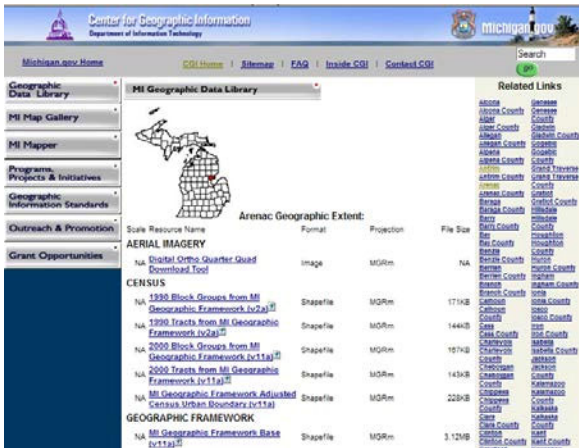 Center for Geographic Information
Department of Information Technology
Michigan.gov
Michigan.gov Home
CGI Home | Sitemap | FAQ | Inside CGI | Contact CGI
Search
Geographic
Data Library
MI Map Gallery
MI Mapper
Programs,
Projects & Initiatives
Geographic
Information Standards
Outreach & Promotion
Grant Opportunities
MI Geographic Data Library
Arenac Geographic Extent:
Scale Resource Name Format Projection File Size
AERIAL IMAGERY
NA Digital Ortho Quarter Quad
Download Tool Image MGRm NA
CENSUS
NA 1990 Block Groups from MI
Geographic Framework (v2a) Shapefile MGRm 171KB
NA 1990 Tracts from MI Geographic
Framework (v2a) Shapefile MGRm 144KB
NA 2000 Block Groups from MI
Geographic Framework (v11a) Shapefile MGRm 167KB
NA 2000 Tracts from MI Geographic
Framework (v11a) Shapefile MGRm 143KB
NA MI Geographic Framework Adjusted
Census Urban Boundary (v11a) Shapefile MGRm 228KB
GEOGRAPHIC FRAMEWORK
NA MI Geographic Framework Base
(v11a) Shapefile MGRm 3.12MB
Related Links
Alcona
Alcona County
Alger
Alger County
Allegan
Allegan County
Alpena
Alpena County
Antrim
Antrim County
Arenac
Arenac County
Baraga
Baraga County
Barry
Barry County
Bay
Bay County
Benzie
Benzie County
Berrien
Berrien County
Branch
Branch County
Calhoun
Calhoun
County
Cass
Cass County
Charlevoix
Charlevoix
County
Cheboygan
Cheboygan
County
Chippewa
Chippewa
County
Clare
Clare County
Clinton
Clinton County
Genesee
Genesee
County
Gladwin
Gladwin County
Gogebic
Gogebic
County
Grand Traverse
Grand Traverse
County
Gratiot
Gratiot County
Hillsdale
Hillsdale
County
Houghton
Houghton
County
Huron
Huron County
Ingham
Ingham
County
Ionia
Ionia County
Iosco
Iosco County
Iron
Iron County
Isabella
Isabella County
Jackson
Jackson
County
Kalamazoo
Kalamazoo
County
Kalkaska
Kalkaska
County
Kent
Kent County